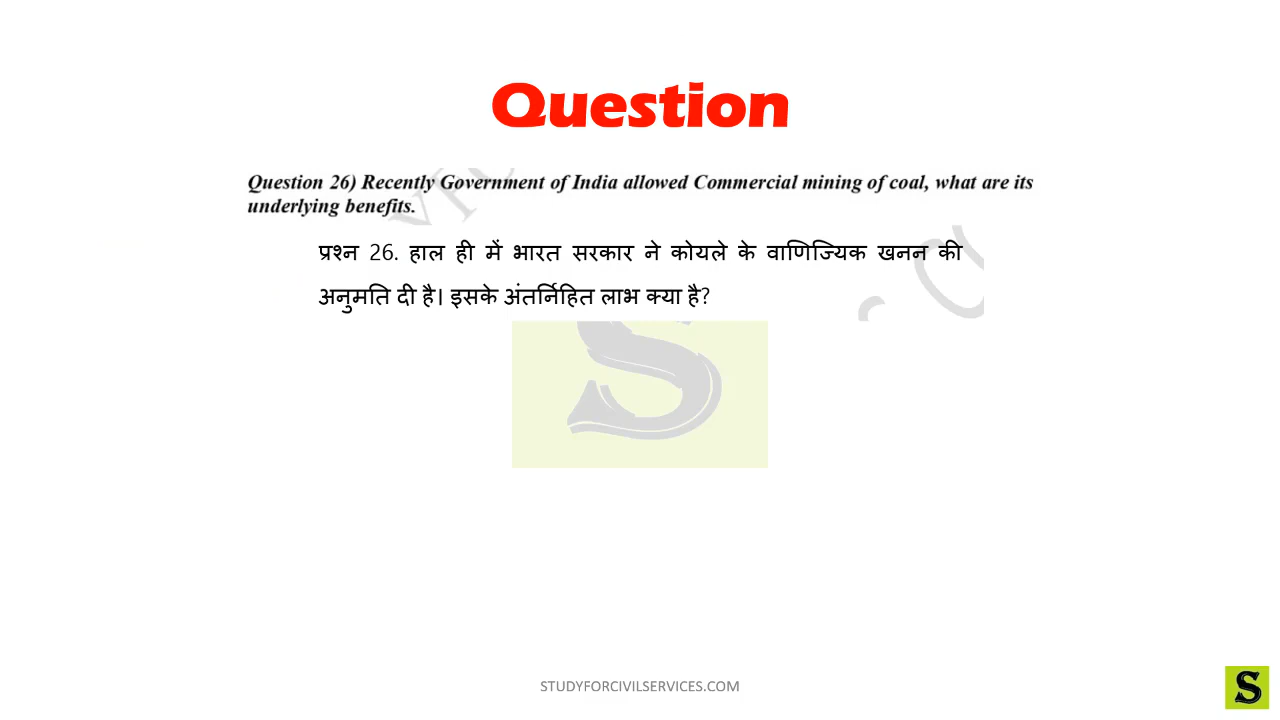 Question
Question 26) Recently Government of India allowed Commercial mining of coal, what are its
underlying benefits.
प्रश्न 26. हाल ही में भारत सरकार ने कोयले के वाणिज्यिक खनन की
अनुमति दी है। इसके अंतर्निहित लाभ क्या है?
S
STUDYFORCIVILSERVICES.COM
S